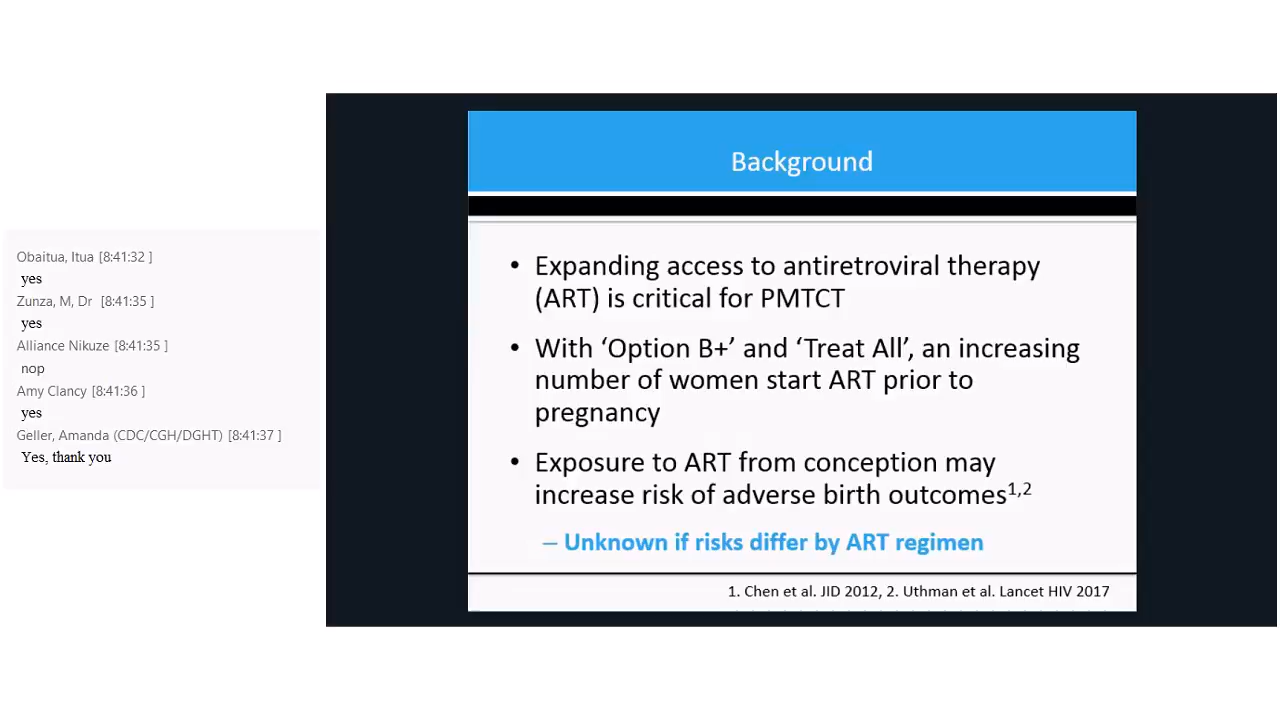 Obaitua, Itua [8:41:32 ]
yes
Zunza, M, Dr  [8:41:35 ]
yes
Alliance Nikuze [8:41:35 ]
nop
Amy Clancy [8:41:36 ]
yes
Geller, Amanda (CDC/CGH/DGHT) [8:41:37 ]
Yes, thank you
Background
• Expanding access to antiretroviral therapy
(ART) is critical for PMTCT
• With ‘Option B+’ and ‘Treat All’, an increasing
number of women start ART prior to
pregnancy
• Exposure to ART from conception may
increase risk of adverse birth outcomes1,2
– Unknown if risks differ by ART regimen
1. Chen et al. JID 2012, 2. Uthman et al. Lancet HIV 2017